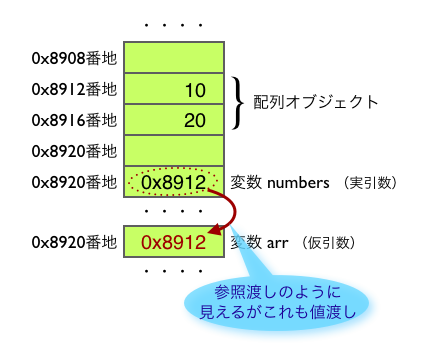 ・・・・
0x8908番地
0x8912番地 10
配列オブジェクト
0x8916番地 20
0x8920番地
0x8920番地 0x8912 変数 numbers （実引数）
・・・・
0x8920番地 0x8912 変数 arr （仮引数）
・・・・
参照渡しのように
見えるがこれも値渡し